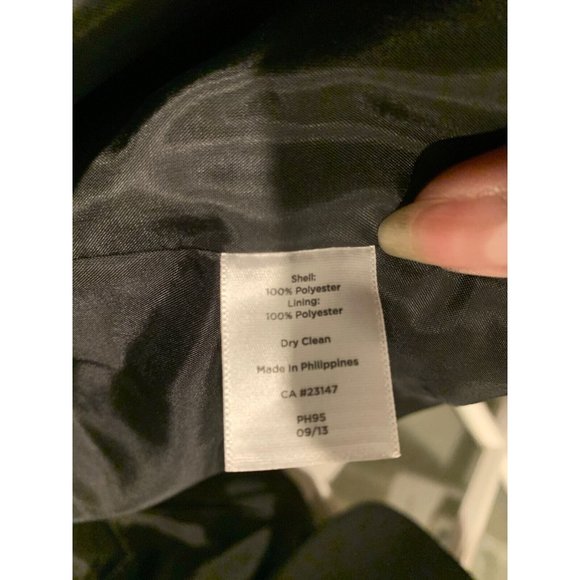 Shell:
100% Polyester
Lining:
100% Polyester
Dry Clean
Made in Philippines
CA #23147
PH95
09/13